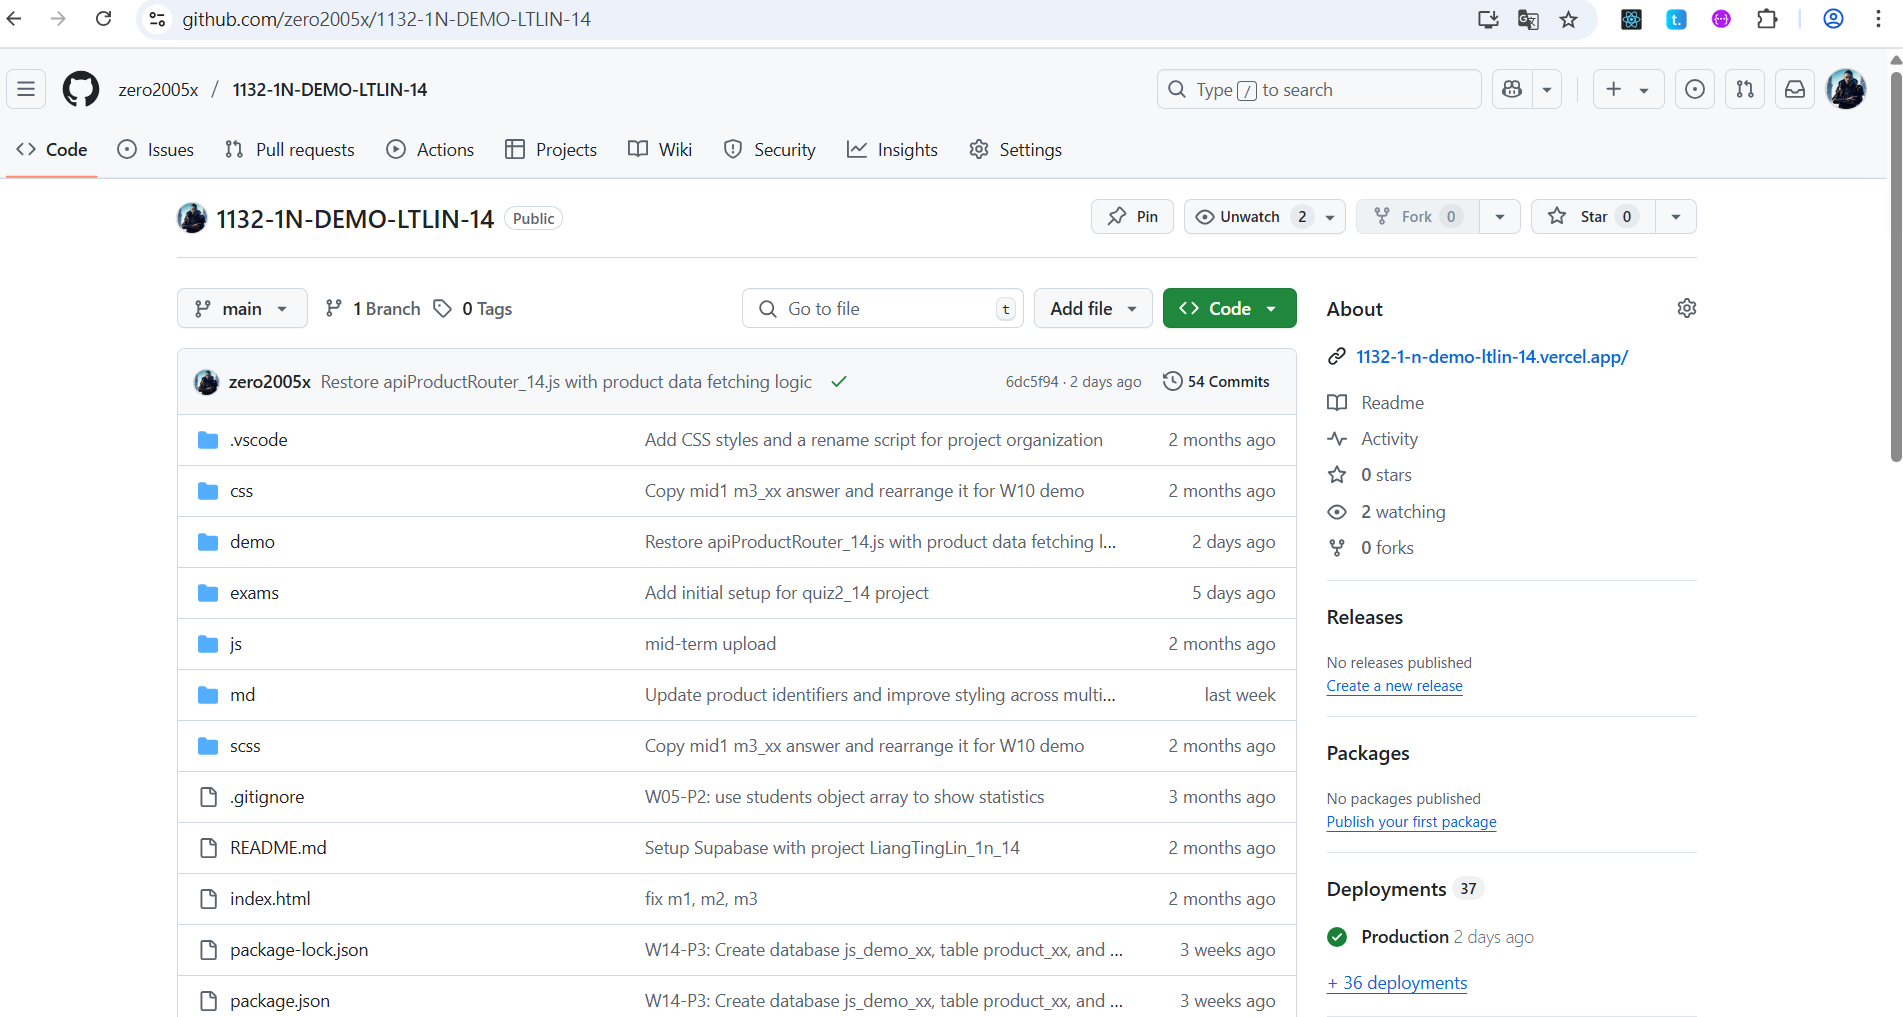 github.com/zero2005x/1132-1N-DEMO-LTLIN-14
zero2005x / 1132-1N-DEMO-LTLIN-14
Type / to search
Code Issues Pull requests Actions Projects Wiki Security Insights Settings
1132-1N-DEMO-LTLIN-14 Public
Pin Unwatch 2 Fork 0 Star 0
main 1 Branch 0 Tags Go to file t Add file Code
zero2005x Restore apiProductRouter_14.js with product data fetching logic 6dc5f94 · 2 days ago 54 Commits
.vscode Add CSS styles and a rename script for project organization 2 months ago
css Copy mid1 m3_xx answer and rearrange it for W10 demo 2 months ago
demo Restore apiProductRouter_14.js with product data fetching l... 2 days ago
exams Add initial setup for quiz2_14 project 5 days ago
js mid-term upload 2 months ago
md Update product identifiers and improve styling across multi... last week
scss Copy mid1 m3_xx answer and rearrange it for W10 demo 2 months ago
.gitignore W05-P2: use students object array to show statistics 3 months ago
README.md Setup Supabase with project LiangTingLin_1n_14 2 months ago
index.html fix m1, m2, m3 2 months ago
package-lock.json W14-P3: Create database js_demo_xx, table product_xx, and ... 3 weeks ago
package.json W14-P3: Create database js_demo_xx, table product_xx, and ... 3 weeks ago
About
1132-1-n-demo-ltlin-14.vercel.app/
Readme
Activity
0 stars
2 watching
0 forks
Releases
No releases published
Create a new release
Packages
No packages published
Publish your first package
Deployments 37
Production 2 days ago
+ 36 deployments